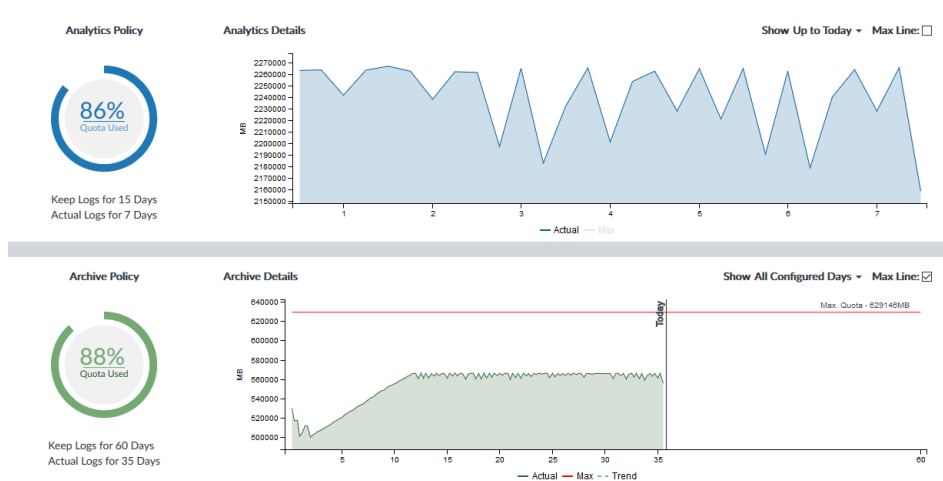 Analytics Policy
Analytics Details
Show Up to Today
Max Line:
86%
Quota Used
Keep Logs for 15 Days
Actual Logs for 7 Days
MB
2270000
2260000
2250000
2240000
2230000
2220000
2210000
2200000
2190000
2180000
2170000
2160000
2150000
1 2 3 4 5 6 7
Actual Max
Archive Policy
Archive Details
Show All Configured Days
Max Line:
88%
Quota Used
Keep Logs for 60 Days
Actual Logs for 35 Days
MB
640000
620000
600000
580000
560000
540000
520000
500000
Today
Max. Quota - 629146MB
5 10 15 20 25 30 35 60
Actual Max Trend